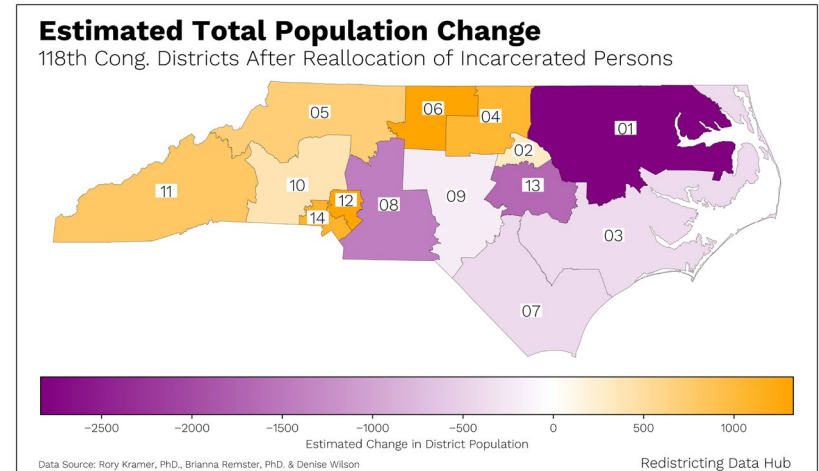 Estimated Total Population Change
118th Cong. Districts After Reallocation of Incarcerated Persons
05
06
04
01
02
11
10
12
14
08
09
13
03
07
−2500 −2000 −1500 −1000 −500 0 500 1000
Estimated Change in District Population
Data Source: Rory Kramer, PhD., Brianna Remster, PhD. & Denise Wilson
Redistricting Data Hub